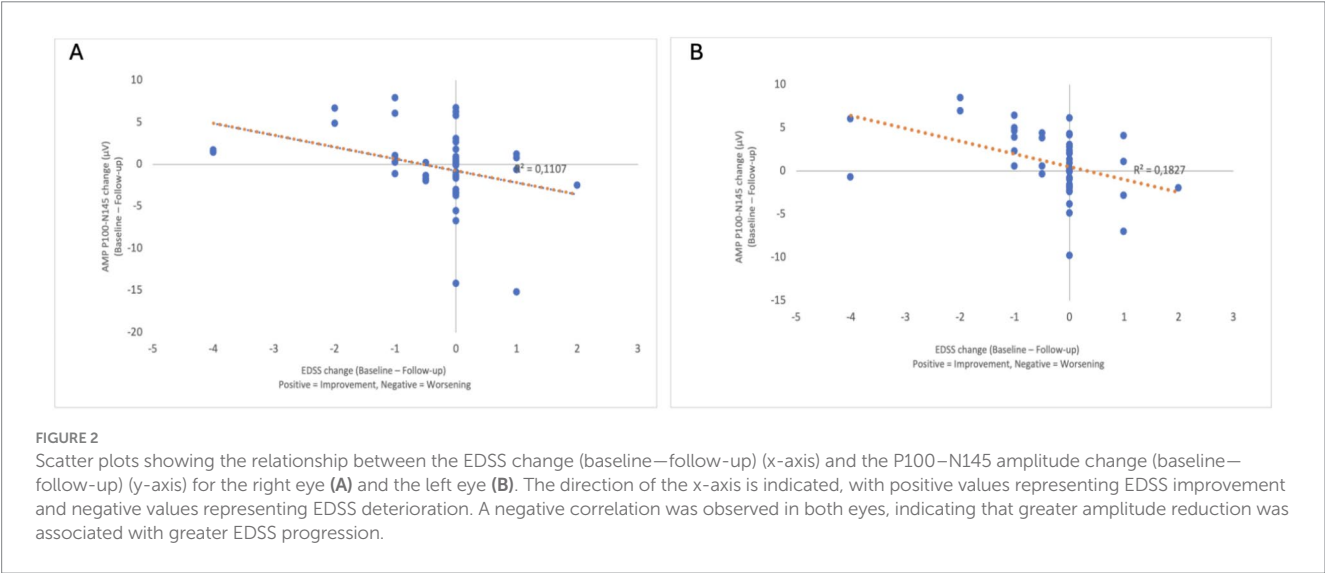 A
10
5
0
-5
-10
-15
-20
-5 -4 -3 -2 -1 0 1 2 3
AMP P100-N145 change (µV)
(Baseline – Follow-up)
R² = 0,1107
EDSS change (Baseline – Follow-up)
Positive = Improvement, Negative = Worsening
B
10
5
0
-5
-10
-15
-5 -4 -3 -2 -1 0 1 2 3
AMP P100-N145 change (µV)
(Baseline – Follow-up)
R² = 0,1827
EDSS change (Baseline – Follow-up)
Positive = Improvement, Negative = Worsening
FIGURE 2
Scatter plots showing the relationship between the EDSS change (baseline—follow-up) (x-axis) and the P100–N145 amplitude change (baseline—
follow-up) (y-axis) for the right eye (A) and the left eye (B). The direction of the x-axis is indicated, with positive values representing EDSS improvement
and negative values representing EDSS deterioration. A negative correlation was observed in both eyes, indicating that greater amplitude reduction was
associated with greater EDSS progression.